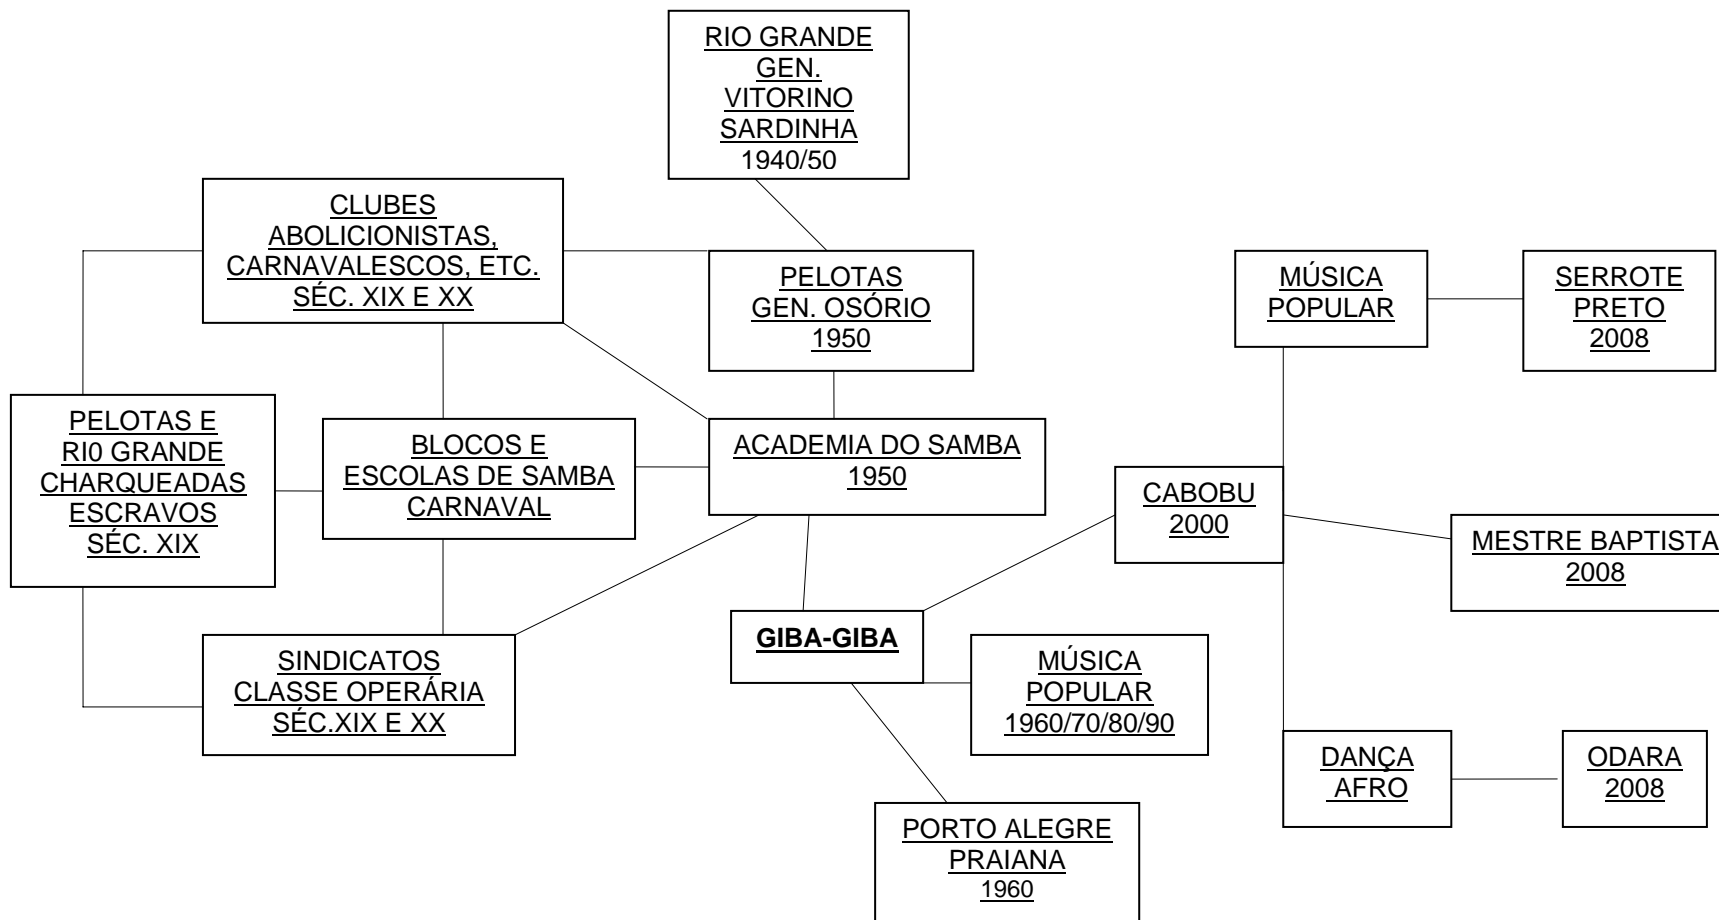 RIO GRANDE
GEN.
VITORINO
SARDINHA
1940/50
CLUBES
ABOLICIONISTAS,
CARNAVALESCOS, ETC.
SÉC. XIX E XX
PELOTAS
GEN. OSÓRIO
1950
MÚSICA
POPULAR
SERROTE
PRETO
2008
PELOTAS E
RI0 GRANDE
CHARQUEADAS
ESCRAVOS
SÉC. XIX
BLOCOS E
ESCOLAS DE SAMBA
CARNAVAL
ACADEMIA DO SAMBA
1950
CABOBU
2000
MESTRE BAPTISTA
2008
SINDICATOS
CLASSE OPERÁRIA
SÉC.XIX E XX
GIBA-GIBA
MÚSICA
POPULAR
1960/70/80/90
DANÇA
AFRO
ODARA
2008
PORTO ALEGRE
PRAIANA
1960